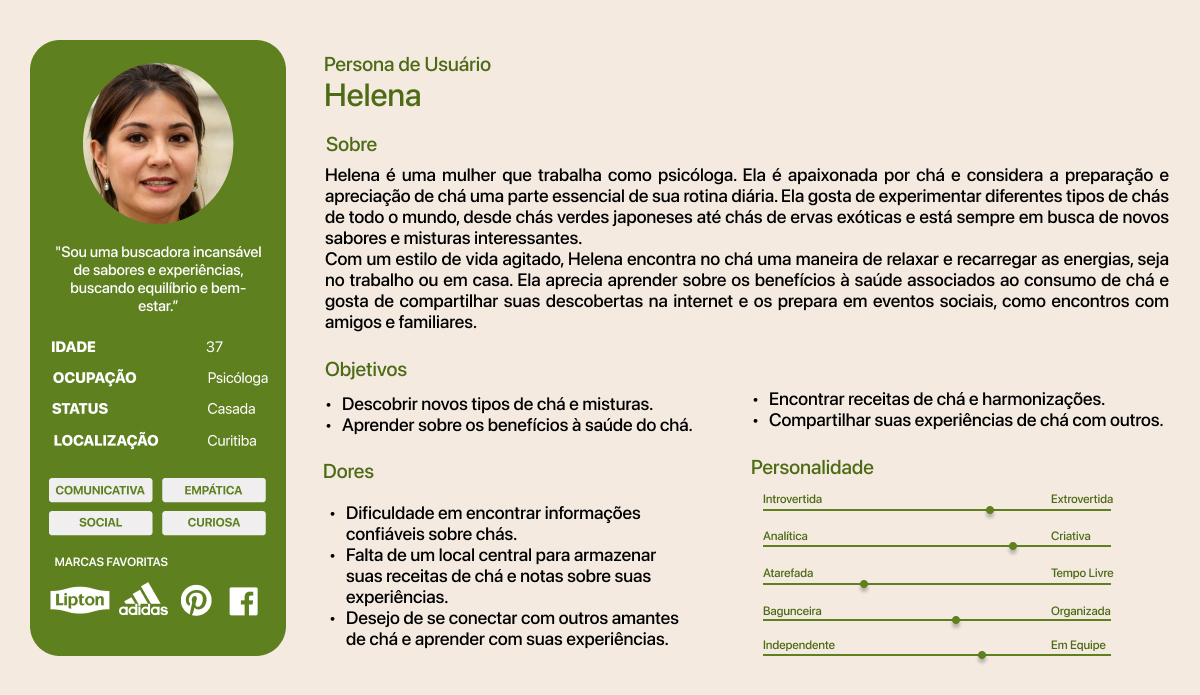 "Sou uma buscadora incansável
de sabores e experiências,
buscando equilíbrio e bem-
estar."
IDADE 37
OCUPAÇÃO Psicóloga
STATUS Casada
LOCALIZAÇÃO Curitiba
COMUNICATIVA EMPÁTICA
SOCIAL CURIOSA
MARCAS FAVORITAS
Lipton adidas
Persona de Usuário
Helena
Sobre
Helena é uma mulher que trabalha como psicóloga. Ela é apaixonada por chá e considera a preparação e
apreciação de chá uma parte essencial de sua rotina diária. Ela gosta de experimentar diferentes tipos de chás
de todo o mundo, desde chás verdes japoneses até chás de ervas exóticas e está sempre em busca de novos
sabores e misturas interessantes.
Com um estilo de vida agitado, Helena encontra no chá uma maneira de relaxar e recarregar as energias, seja
no trabalho ou em casa. Ela aprecia aprender sobre os benefícios à saúde associados ao consumo de chá e
gosta de compartilhar suas descobertas na internet e os prepara em eventos sociais, como encontros com
amigos e familiares.
Objetivos
• Descobrir novos tipos de chá e misturas.
• Aprender sobre os benefícios à saúde do chá.
• Encontrar receitas de chá e harmonizações.
• Compartilhar suas experiências de chá com outros.
Dores
• Dificuldade em encontrar informações
confiáveis sobre chás.
• Falta de um local central para armazenar
suas receitas de chá e notas sobre suas
experiências.
• Desejo de se conectar com outros amantes
de chá e aprender com suas experiências.
Personalidade
Introvertida Extrovertida
Analítica Criativa
Atarefada Tempo Livre
Bagunceira Organizada
Independente Em Equipe